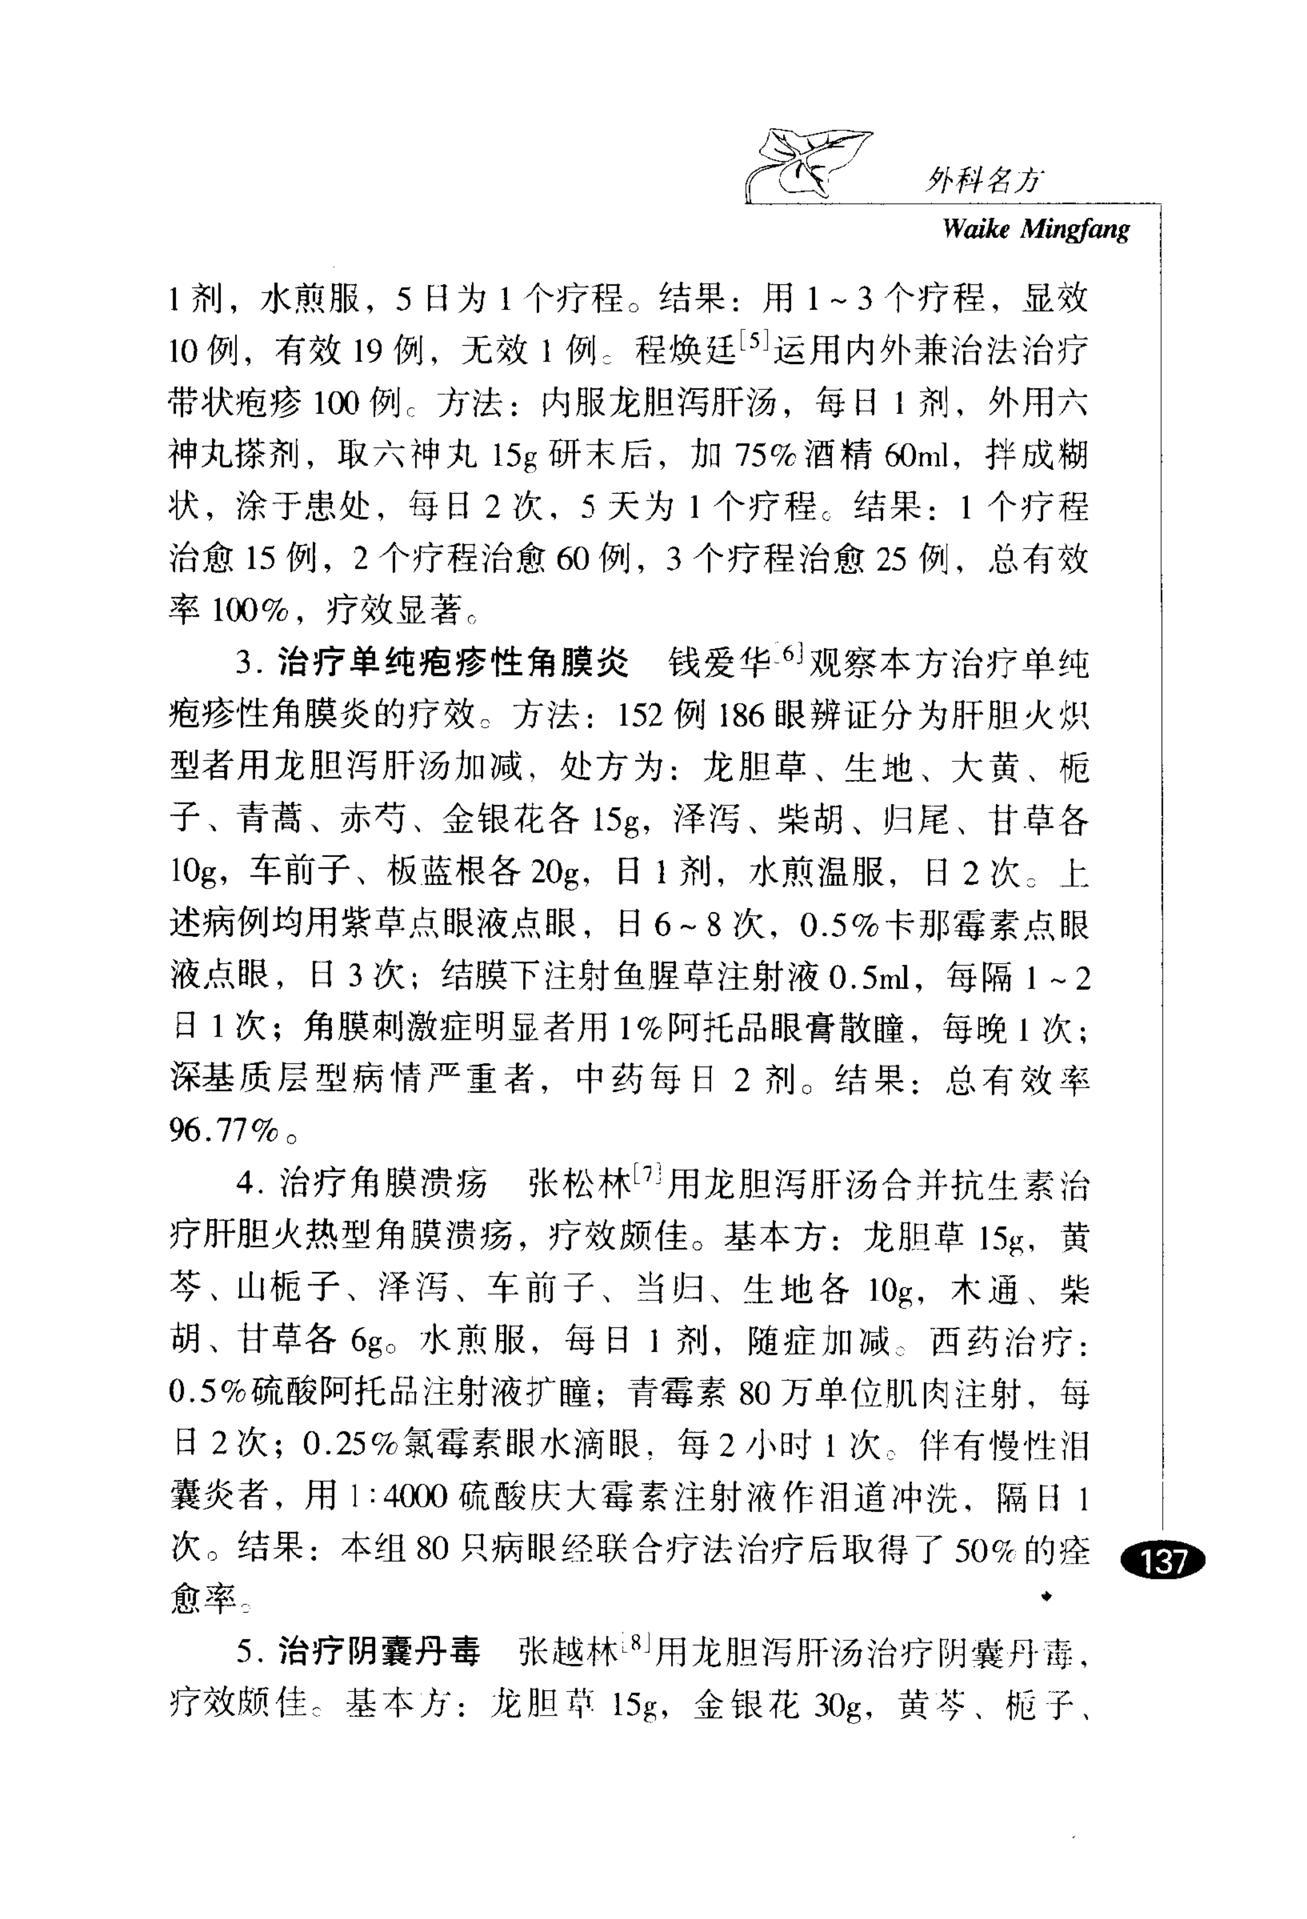 外科名方
Waike Mingfang
1剂，水煎服，5日为1个疗程。结果：用1~3个疗程，显效
10例，有效19例，无效1例。程焕廷[5]运用内外兼治法治疗
带状疱疹100例。方法：内服龙胆泻肝汤，每日1剂，外用六
神丸搽剂，取六神丸15g研末后，加75%酒精60ml，拌成糊
状，涂于患处，每日2次，5天为1个疗程。结果：1个疗程
治愈15例，2个疗程治愈60例，3个疗程治愈25例，总有效
率100%，疗效显著。
3. 治疗单纯疱疹性角膜炎 钱爱华[6]观察本方治疗单纯
疱疹性角膜炎的疗效。方法：152例186眼辨证分为肝胆火炽
型者用龙胆泻肝汤加减，处方为：龙胆草、生地、大黄、栀
子、青蒿、赤芍、金银花各15g，泽泻、柴胡、归尾、甘草各
10g，车前子、板蓝根各20g，日1剂，水煎温服，日2次。上
述病例均用紫草点眼液点眼，日6~8次，0.5%卡那霉素点眼
液点眼，日3次；结膜下注射鱼腥草注射液0.5ml，每隔1~2
日1次；角膜刺激症明显者用1%阿托品眼膏散瞳，每晚1次；
深基质层型病情严重者，中药每日2剂。结果：总有效率
96.77%。
4. 治疗角膜溃疡 张松林[7]用龙胆泻肝汤合并抗生素治
疗肝胆火热型角膜溃疡，疗效颇佳。基本方：龙胆草15g，黄
芩、山栀子、泽泻、车前子、当归、生地各10g，木通、柴
胡、甘草各6g。水煎服，每日1剂，随症加减。西药治疗：
0.5%硫酸阿托品注射液扩瞳；青霉素80万单位肌肉注射，每
日2次；0.25%氯霉素眼水滴眼，每2小时1次。伴有慢性泪
囊炎者，用1:4000硫酸庆大霉素注射液作泪道冲洗，隔日1
次。结果：本组80只病眼经联合疗法治疗后取得了50%的痊
愈率。
5. 治疗阴囊丹毒 张越林[8]用龙胆泻肝汤治疗阴囊丹毒，
疗效颇佳。基本方：龙胆草15g，金银花30g，黄芩、栀子、
137